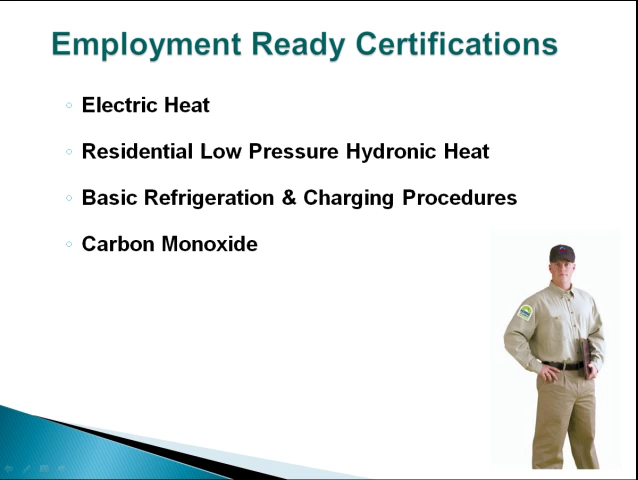 Employment Ready Certifications
Electric Heat
Residential Low Pressure Hydronic Heat
Basic Refrigeration & Charging Procedures
Carbon Monoxide